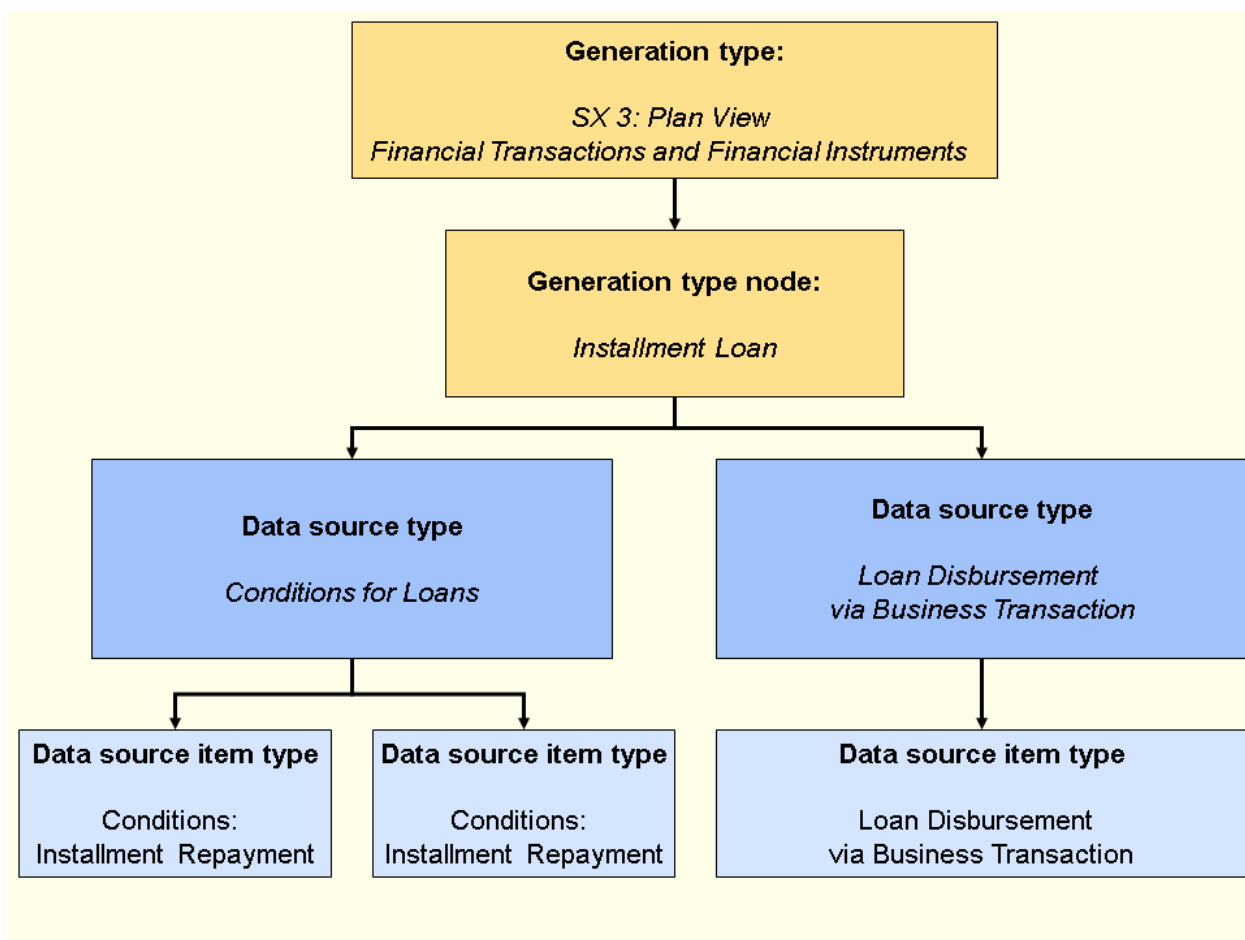 Generation type:
SX 3: Plan View
Financial Transactions and Financial Instruments
Generation type node:
Installment Loan
Data source type
Conditions for Loans
Data source type
Loan Disbursement
via Business Transaction
Data source item type
Conditions:
Installment Repayment
Data source item type
Conditions:
Installment Repayment
Data source item type
Loan Disbursement
via Business Transaction